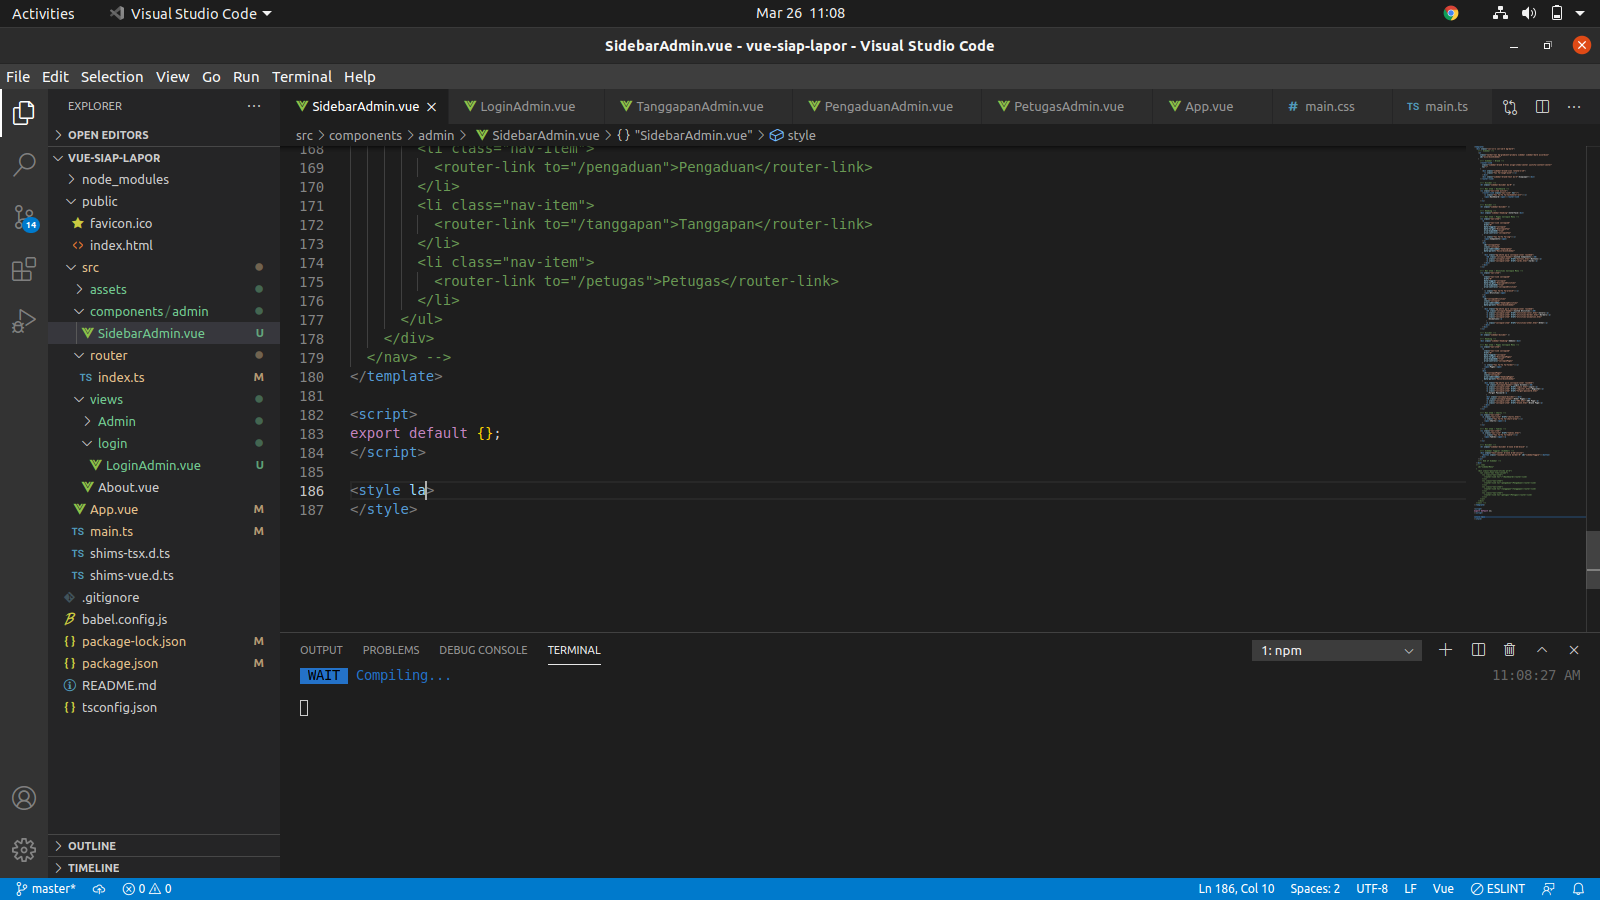 Activities
Visual Studio Code
Mar 26 11:08
SidebarAdmin.vue - vue-siap-lapor - Visual Studio Code
File Edit Selection View Go Run Terminal Help
EXPLORER
SidebarAdmin.vue
LoginAdmin.vue
TanggapanAdmin.vue
PengaduanAdmin.vue
PetugasAdmin.vue
App.vue
# main.css
TS main.ts
OPEN EDITORS
src > components > admin > SidebarAdmin.vue > {} "SidebarAdmin.vue" > style
VUE-SIAP-LAPOR
node_modules
public
favicon.ico
<> index.html
src
assets
components / admin
SidebarAdmin.vue U
router
TS index.ts M
views
Admin
login
LoginAdmin.vue U
About.vue
App.vue M
TS main.ts M
TS shims-tsx.d.ts
TS shims-vue.d.ts
.gitignore
babel.config.js
{} package-lock.json M
{} package.json M
README.md
{} tsconfig.json
OUTLINE
TIMELINE
14
168 <li class="nav-item">
169 <router-link to="/pengaduan">Pengaduan</router-link>
170 </li>
171 <li class="nav-item">
172 <router-link to="/tanggapan">Tanggapan</router-link>
173 </li>
174 <li class="nav-item">
175 <router-link to="/petugas">Petugas</router-link>
176 </li>
177 </ul>
178 </div>
179 </nav> -->
180 </template>
181
182 <script>
183 export default {};
184 </script>
185
186 <style la>
187 </style>
OUTPUT PROBLEMS DEBUG CONSOLE TERMINAL
1: npm
WAIT Compiling...
11:08:27 AM
master* 0 0
Ln 186, Col 10 Spaces: 2 UTF-8 LF Vue ESLINT